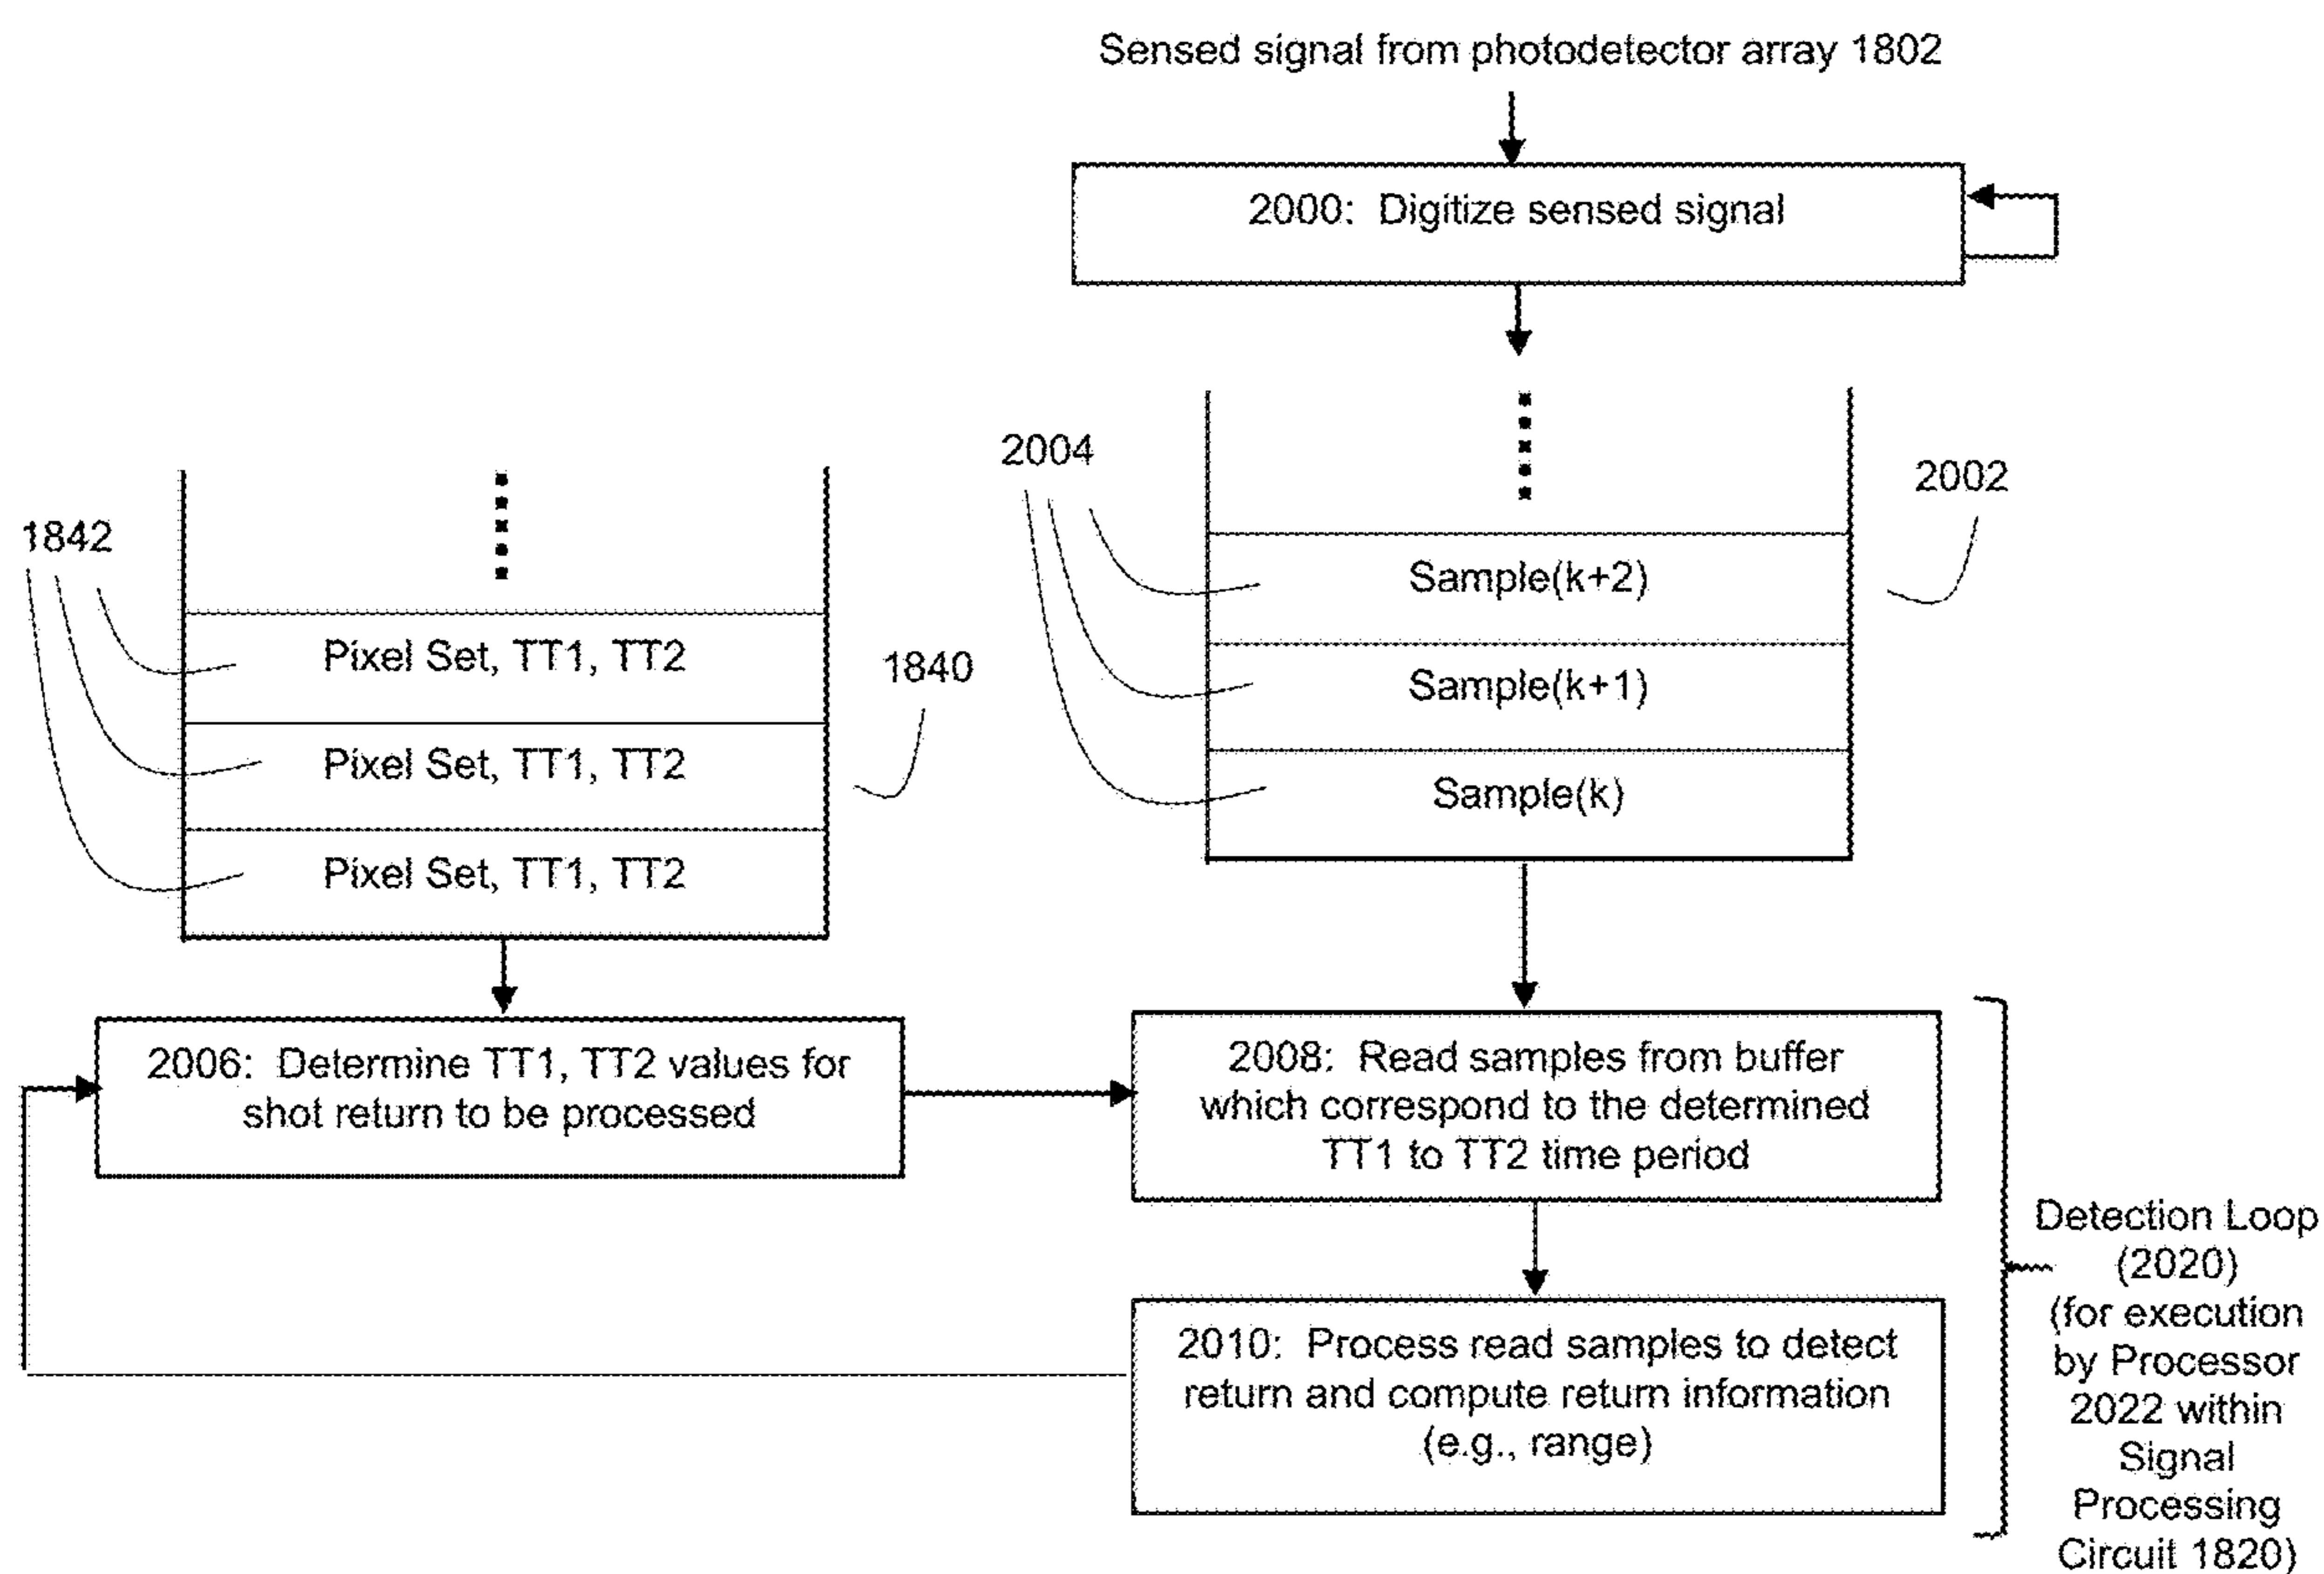 Sensed signal from photodetector array 1802
2000: Digitize sensed signal
2004
2002
Sample(k+2)
Sample(k+1)
Sample(k)
1842
1840
Pixel Set, TT1, TT2
Pixel Set, TT1, TT2
Pixel Set, TT1, TT2
2006: Determine TT1, TT2 values for
shot return to be processed
2008: Read samples from buffer
which correspond to the determined
TT1 to TT2 time period
2010: Process read samples to detect
return and compute return information
(e.g., range)
Detection Loop
(2020)
(for execution
by Processor
2022 within
Signal
Processing
Circuit 1820)